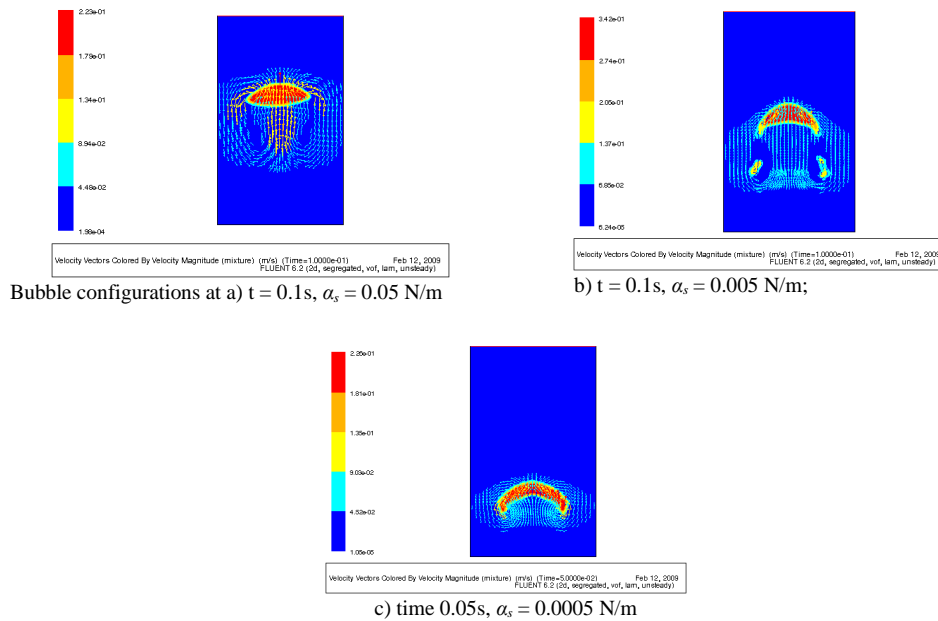 2.23e-01
1.79e-01
1.34e-01
8.94e-02
4.48e-02
1.96e-04
Velocity Vectors Colored By Velocity Magnitude (mixture) (m/s) (Time=1.0000e-01) Feb 12, 2009
FLUENT 6.2 (2d, segregated, vof, lam, unsteady)
Bubble configurations at a) t = 0.1s, αs = 0.05 N/m
3.42e-01
2.74e-01
2.05e-01
1.37e-01
6.85e-02
6.24e-05
Velocity Vectors Colored By Velocity Magnitude (mixture) (m/s) (Time=1.0000e-01) Feb 12, 2009
FLUENT 6.2 (2d, segregated, vof, lam, unsteady)
b) t = 0.1s, αs = 0.005 N/m;
2.26e-01
1.81e-01
1.35e-01
9.03e-02
4.52e-02
1.05e-05
Velocity Vectors Colored By Velocity Magnitude (mixture) (m/s) (Time=5.0000e-02) Feb 12, 2009
FLUENT 6.2 (2d, segregated, vof, lam, unsteady)
c) time 0.05s, αs = 0.0005 N/m